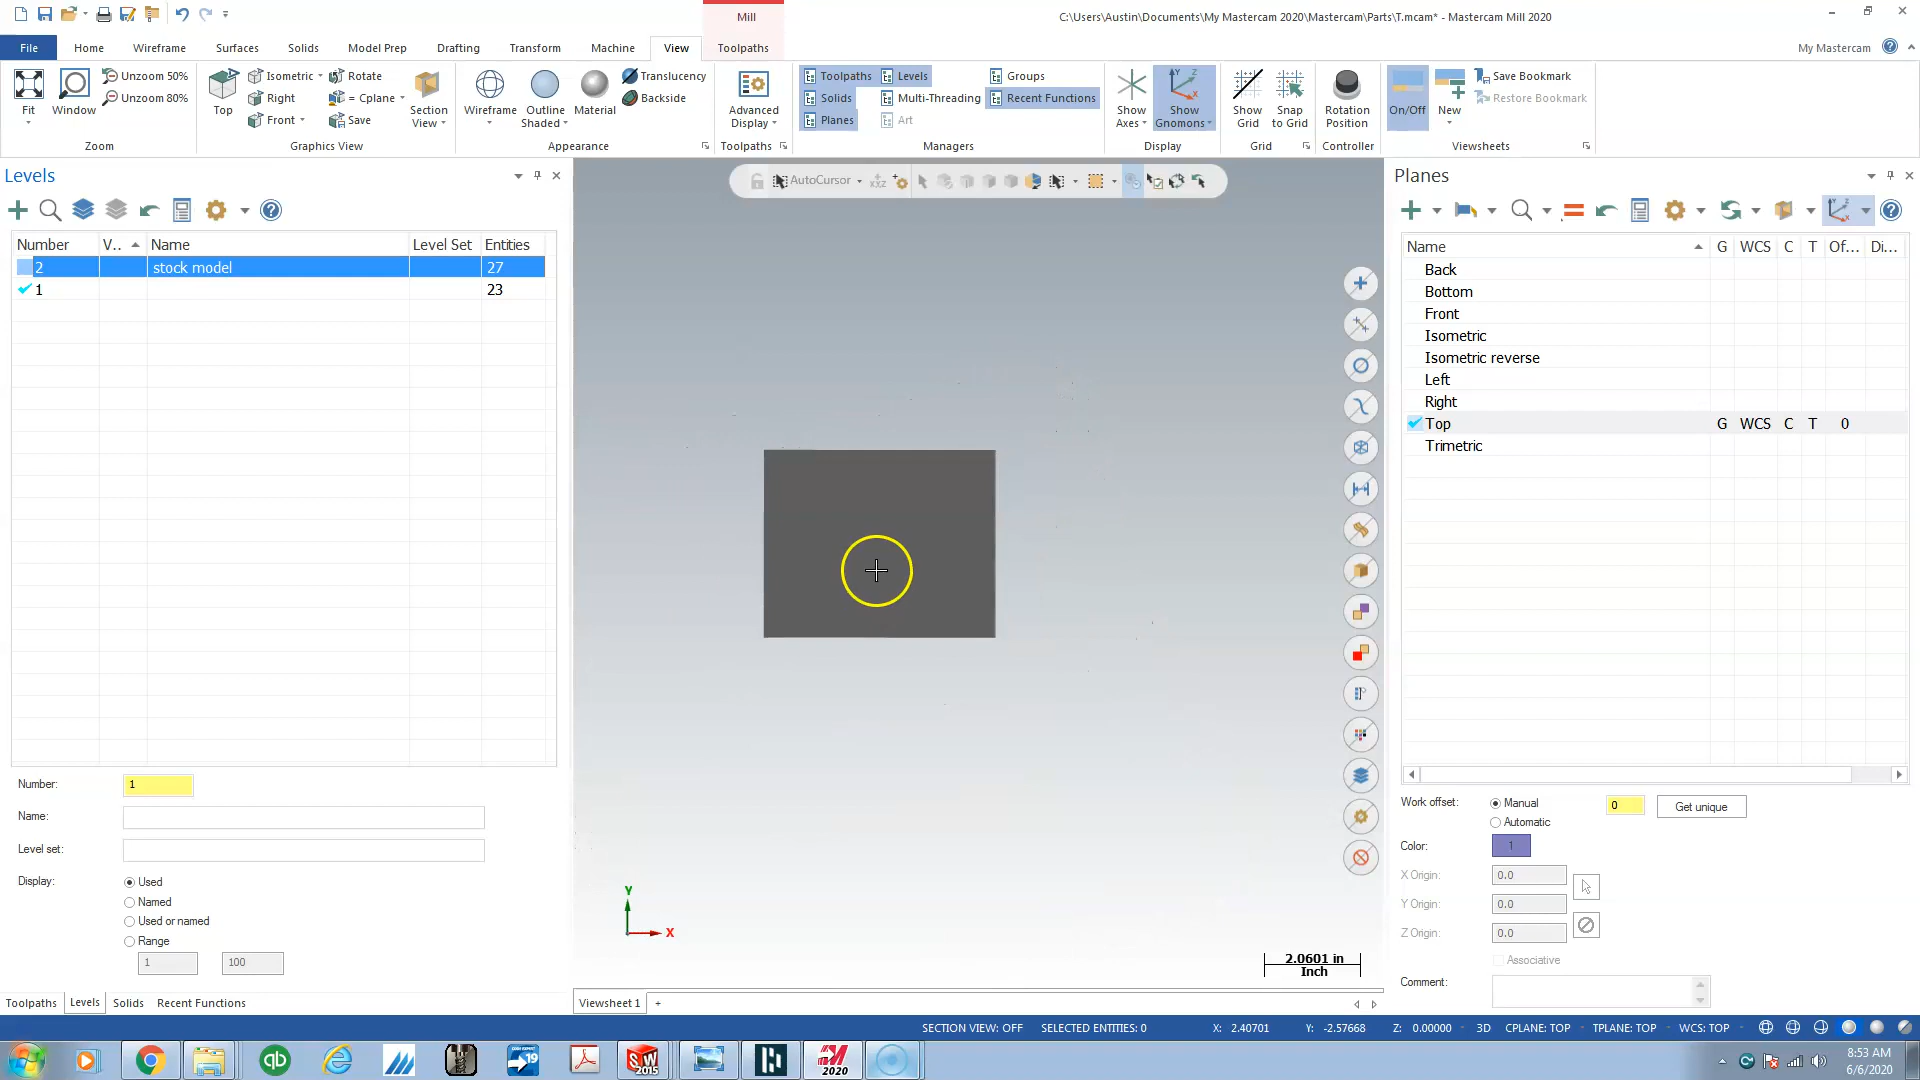 Mill
C:\Users\Austin\Documents\My Mastercam 2020\Mastercam\Parts\T.mcam* - Mastercam Mill 2020
File Home Wireframe Surfaces Solids Model Prep Drafting Transform Machine View Toolpaths My Mastercam
Unzoom 50% Isometric Rotate Translucency Toolpaths Levels Groups Save Bookmark
Unzoom 80% Right = Cplane Backside Solids Multi-Threading Recent Functions Restore Bookmark
Fit Window Top Front Save Section View Wireframe Outline Shaded Material Advanced Display Planes Art Show Axes Show Gnomons Show Grid Snap to Grid Rotation Position On/Off New
Zoom Graphics View Appearance Toolpaths Managers Display Grid Controller Viewsheets
Levels
AutoCursor
Planes
Number V.. Name Level Set Entities
2 stock model 27
1 23
Name G WCS C T Of... Di...
Back
Bottom
Front
Isometric
Isometric reverse
Left
Right
Top G WCS C T 0
Trimetric
Number: 1
Name:
Level set:
Display: Used
Named
Used or named
Range
1 100
Work offset: Manual 0 Get unique
Automatic
Color: 1
X Origin: 0.0
Y Origin: 0.0
Z Origin: 0.0
Associative
Comment:
Y
X
2.0601 in
Inch
Toolpaths Levels Solids Recent Functions
Viewsheet 1 +
SECTION VIEW: OFF SELECTED ENTITIES: 0 X: 2.40701 Y: -2.57668 Z: 0.00000 3D CPLANE: TOP TPLANE: TOP WCS: TOP
qb
19
SW
2015
2020
8:53 AM
6/6/2020